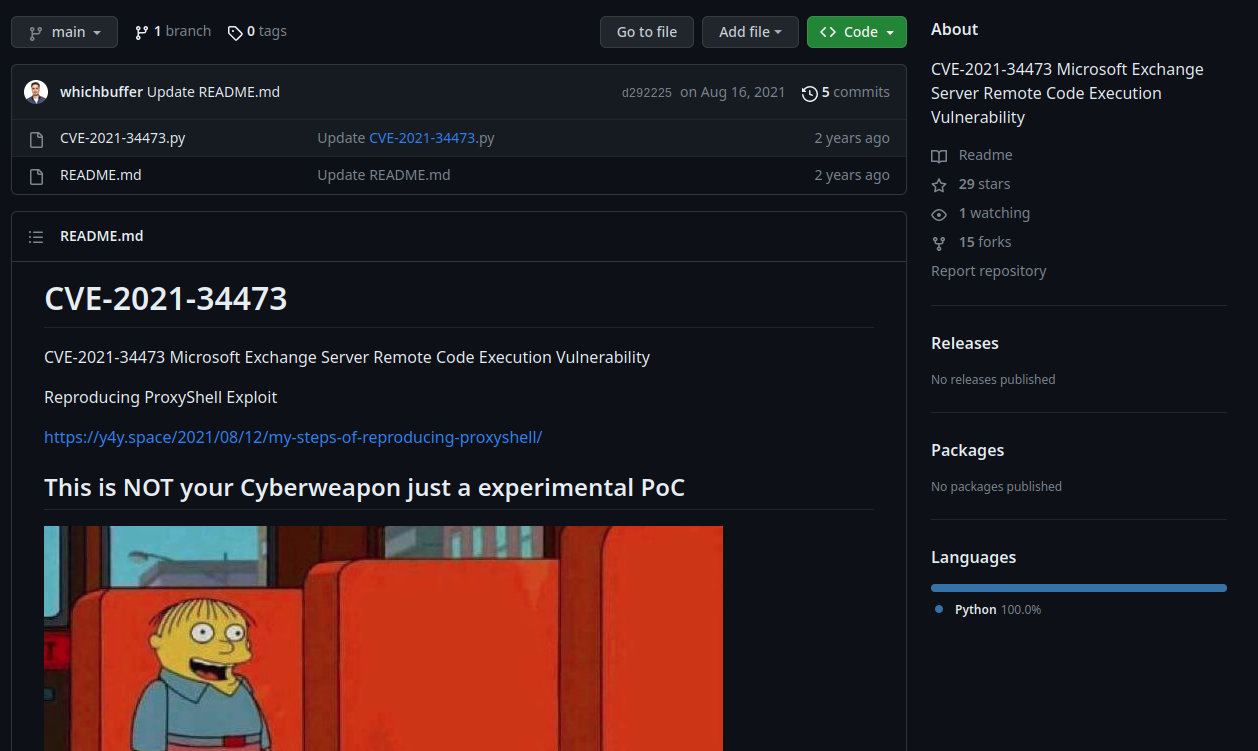 main
1 branch
0 tags
Go to file
Add file
Code
whichbuffer Update README.md
d292225 on Aug 16, 2021
5 commits
CVE-2021-34473.py
Update CVE-2021-34473.py
2 years ago
README.md
Update README.md
2 years ago
README.md
CVE-2021-34473
CVE-2021-34473 Microsoft Exchange Server Remote Code Execution Vulnerability
Reproducing ProxyShell Exploit
https://y4y.space/2021/08/12/my-steps-of-reproducing-proxyshell/
This is NOT your Cyberweapon just a experimental PoC
About
CVE-2021-34473 Microsoft Exchange
Server Remote Code Execution
Vulnerability
Readme
29 stars
1 watching
15 forks
Report repository
Releases
No releases published
Packages
No packages published
Languages
Python 100.0%